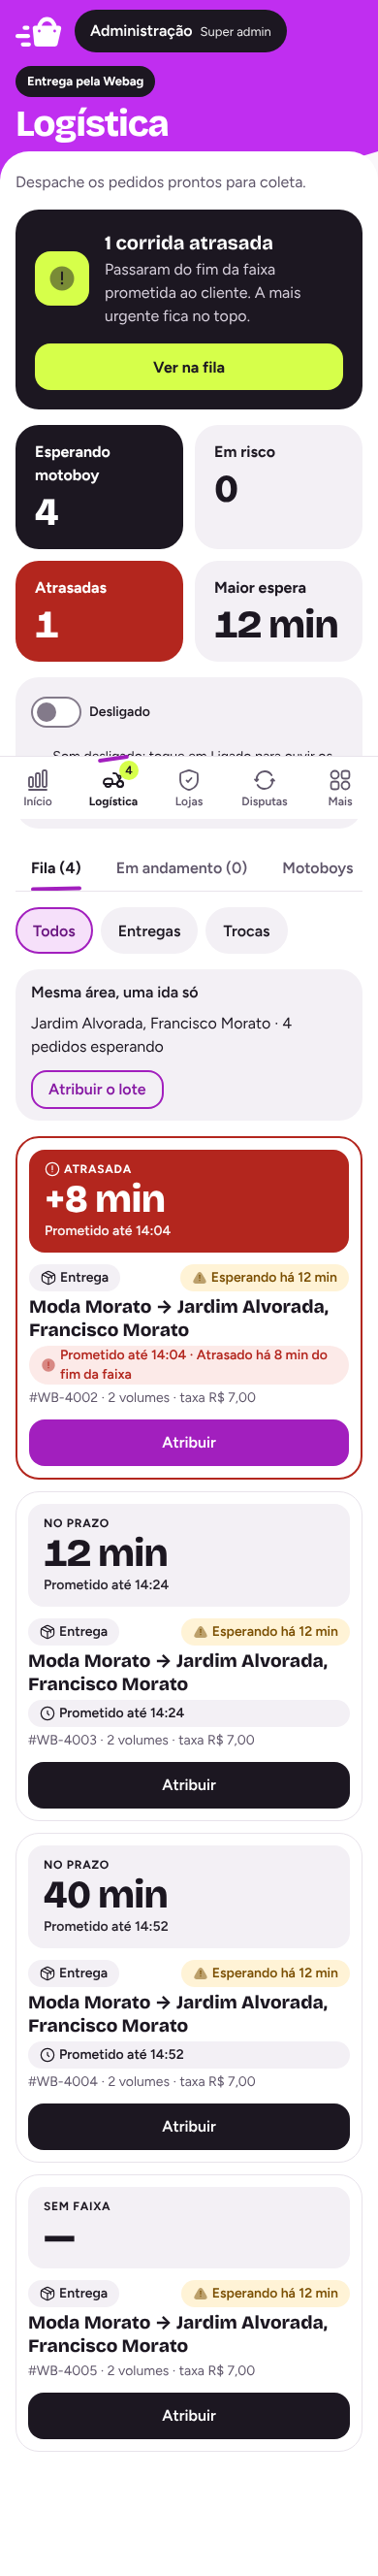 Administração Super admin
Entrega pela Webag
Logística
Despache os pedidos prontos para coleta.
1 corrida atrasada
Passaram do fim da faixa
prometida ao cliente. A mais
urgente fica no topo.
Ver na fila
Esperando
motoboy
4
Em risco
0
Atrasadas
1
Maior espera
12 min
Desligado
Som desligado: toque em Ligado para ouvir os
4
Início
Logística
Lojas
Disputas
Mais
Fila (4)
Em andamento (0)
Motoboys
Todos
Entregas
Trocas
Mesma área, uma ida só
Jardim Alvorada, Francisco Morato · 4
pedidos esperando
Atribuir o lote
ATRASADA
+8 min
Prometido até 14:04
Entrega
Esperando há 12 min
Moda Morato → Jardim Alvorada,
Francisco Morato
Prometido até 14:04 · Atrasado há 8 min do
fim da faixa
#WB-4002 · 2 volumes · taxa R$ 7,00
Atribuir
NO PRAZO
12 min
Prometido até 14:24
Entrega
Esperando há 12 min
Moda Morato → Jardim Alvorada,
Francisco Morato
Prometido até 14:24
#WB-4003 · 2 volumes · taxa R$ 7,00
Atribuir
NO PRAZO
40 min
Prometido até 14:52
Entrega
Esperando há 12 min
Moda Morato → Jardim Alvorada,
Francisco Morato
Prometido até 14:52
#WB-4004 · 2 volumes · taxa R$ 7,00
Atribuir
SEM FAIXA
—
Entrega
Esperando há 12 min
Moda Morato → Jardim Alvorada,
Francisco Morato
#WB-4005 · 2 volumes · taxa R$ 7,00
Atribuir